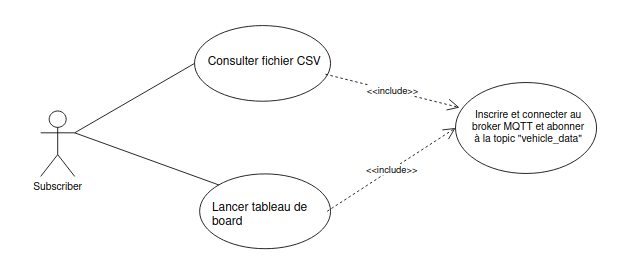 Consulter fichier CSV
<<include>>
Inscrire et connecter au
broker MQTT et abonner
à la topic "vehicle_data"
<<include>>
Subscriber
Lancer tableau de
board